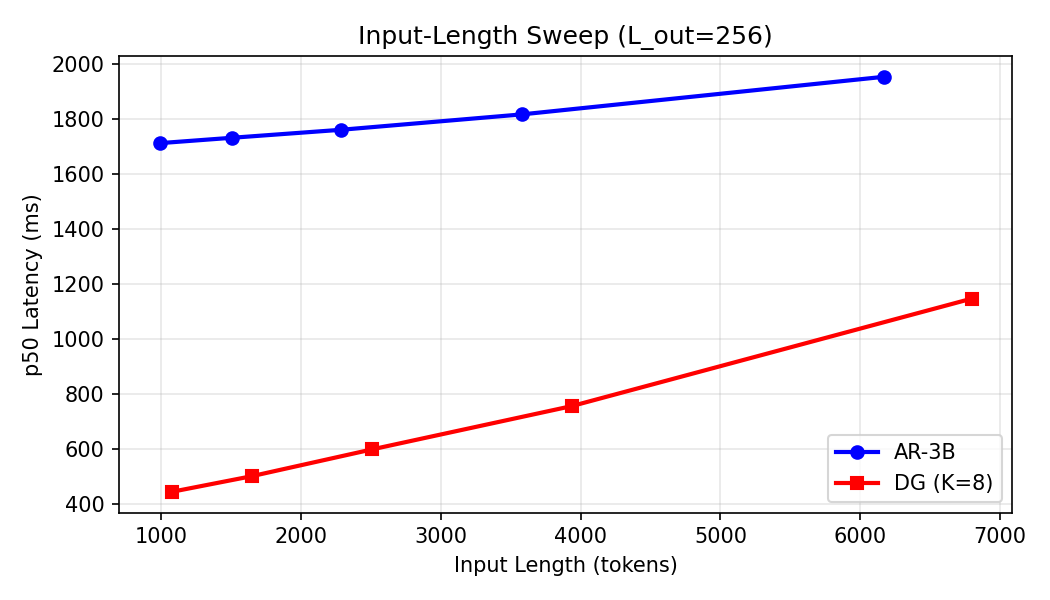 Input-Length Sweep (L_out=256)
2000
1800
1600
1400
1200
1000
800
600
400
p50 Latency (ms)
AR-3B
DG (K=8)
1000 2000 3000 4000 5000 6000 7000
Input Length (tokens)